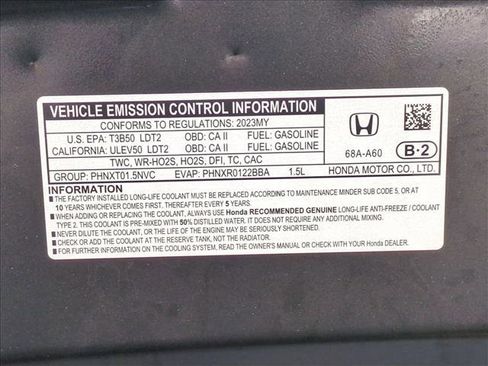 VEHICLE EMISSION CONTROL INFORMATION
CONFORMS TO REGULATIONS: 2023MY
U.S. EPA: T3B50 LDT2 OBD: CA II FUEL: GASOLINE
CALIFORNIA: ULEV50 LDT2 OBD: CA II FUEL: GASOLINE
TWC, WR-HO2S, HO2S, DFI, TC, CAC
GROUP: PHNXT01.5NVC EVAP: PHNXR0122BBA 1.5L
68A-A60 B-2
HONDA MOTOR CO., LTD.
INFORMATION
■ THE FACTORY INSTALLED LONG-LIFE COOLANT MUST BE REPLACED ACCORDING TO MAINTENANCE MINDER SUB CODE 5, OR AT
10 YEARS WHICHEVER COMES FIRST. THEREAFTER EVERY 5 YEARS
■ WHEN ADDING OR REPLACING THE COOLANT, ALWAYS USE Honda RECOMMENDED GENUINE LONG-LIFE ANTI-FREEZE / COOLANT
TYPE 2. THIS COOLANT IS PRE-MIXED WITH 50% DISTILLED WATER. IT DOES NOT REQUIRE ANY ADDITIONAL MIXING.
■ NEVER DILUTE THE COOLANT, OR THE LIFE OF THE ENGINE MAY BE SERIOUSLY SHORTENED.
■ CHECK OR ADD THE COOLANT AT THE RESERVE TANK, NOT THE RADIATOR.
■ FOR FURTHER INFORMATION ON THE COOLING SYSTEM, READ THE OWNER'S MANUAL OR CHECK WITH YOUR Honda DEALER.